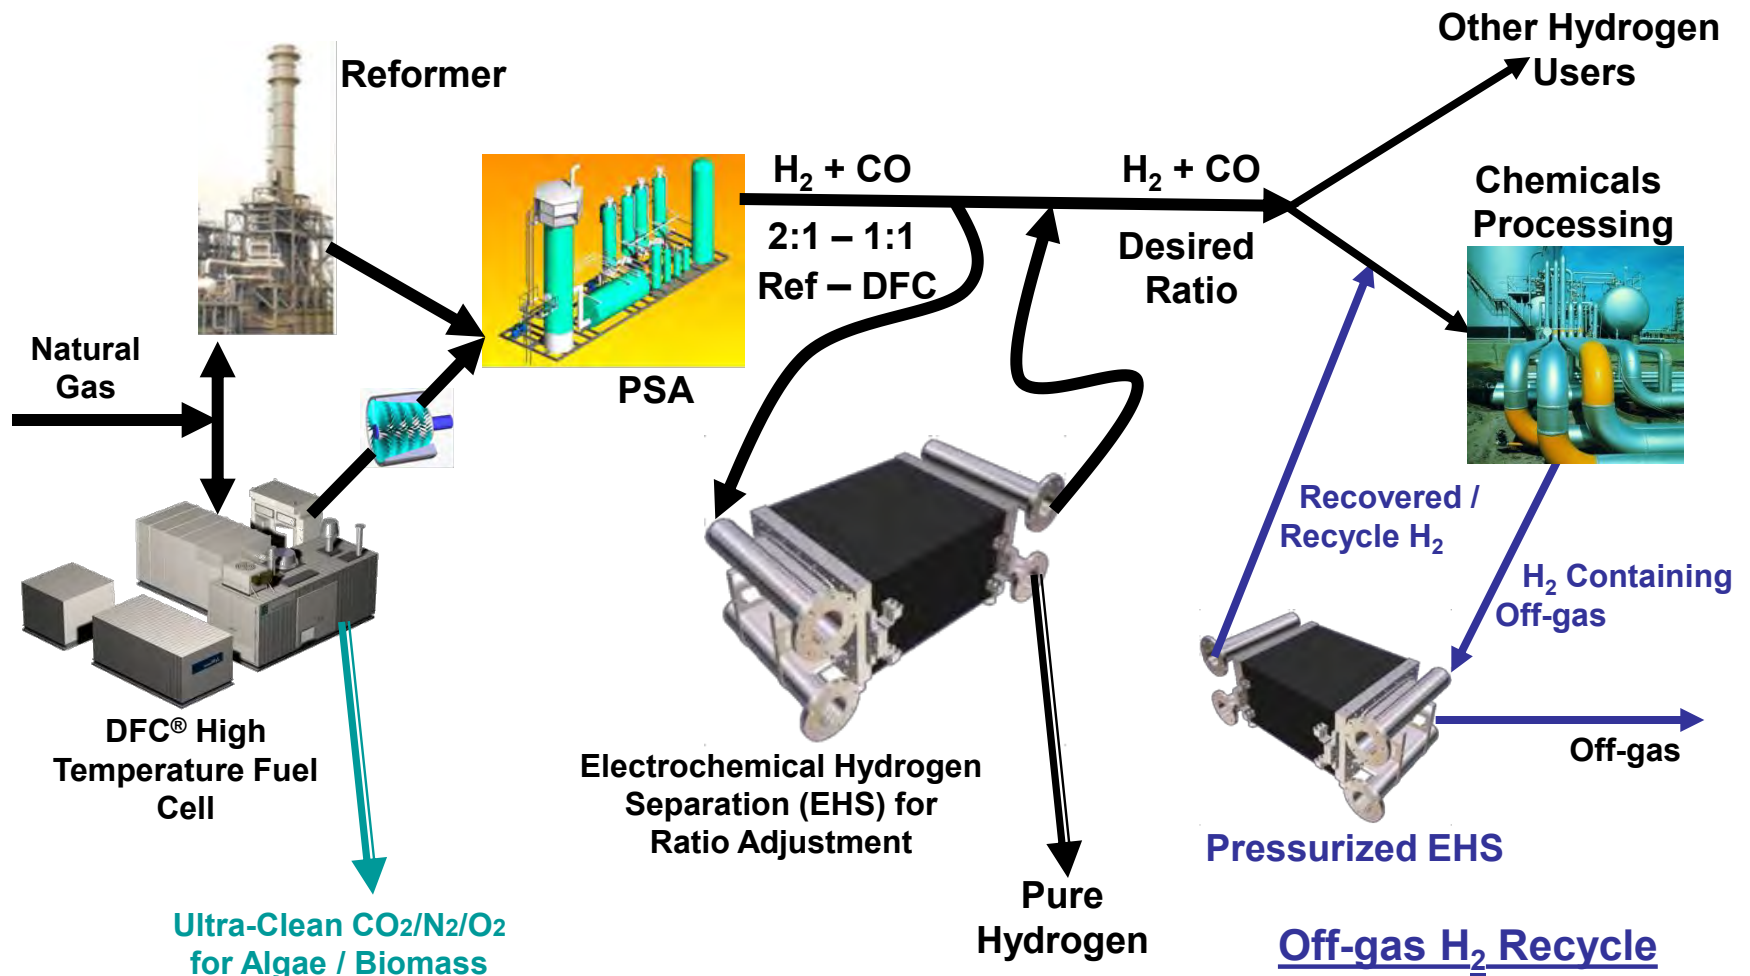 Other Hydrogen
Users
Reformer
H2 + CO
2:1 – 1:1
Ref – DFC
H2 + CO
Desired
Ratio
Chemicals
Processing
Natural
Gas
PSA
Recovered /
Recycle H2
H2 Containing
Off-gas
DFC® High
Temperature Fuel
Cell
Electrochemical Hydrogen
Separation (EHS) for
Ratio Adjustment
Off-gas
Pressurized EHS
Pure
Hydrogen
Ultra-Clean CO2/N2/O2
for Algae / Biomass
Off-gas H2 Recycle